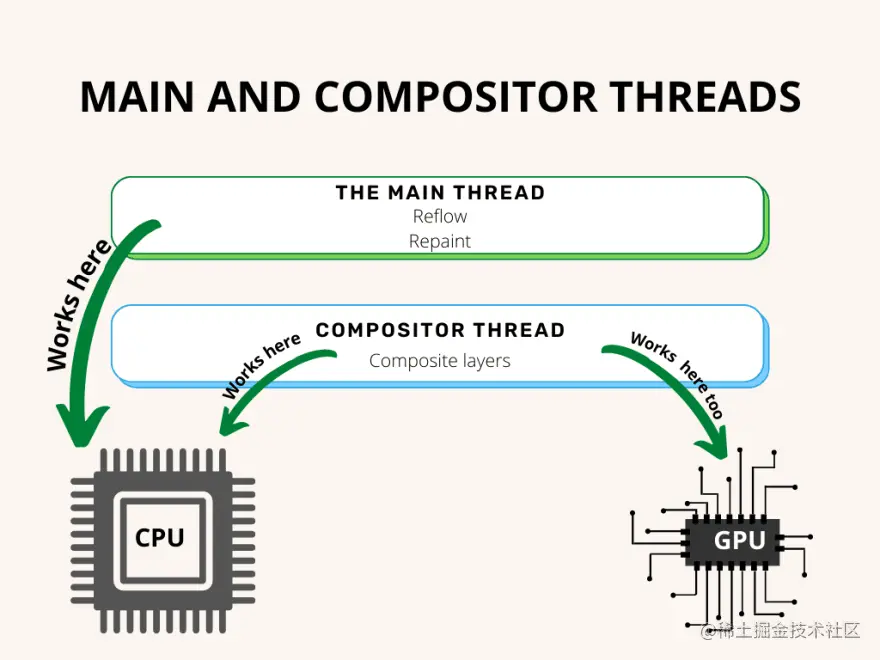 MAIN AND COMPOSITOR THREADS
THE MAIN THREAD
Reflow
Repaint
Works here
COMPOSITOR THREAD
Composite layers
Works here
Works here too
CPU
GPU
@稀土掘金技术社区